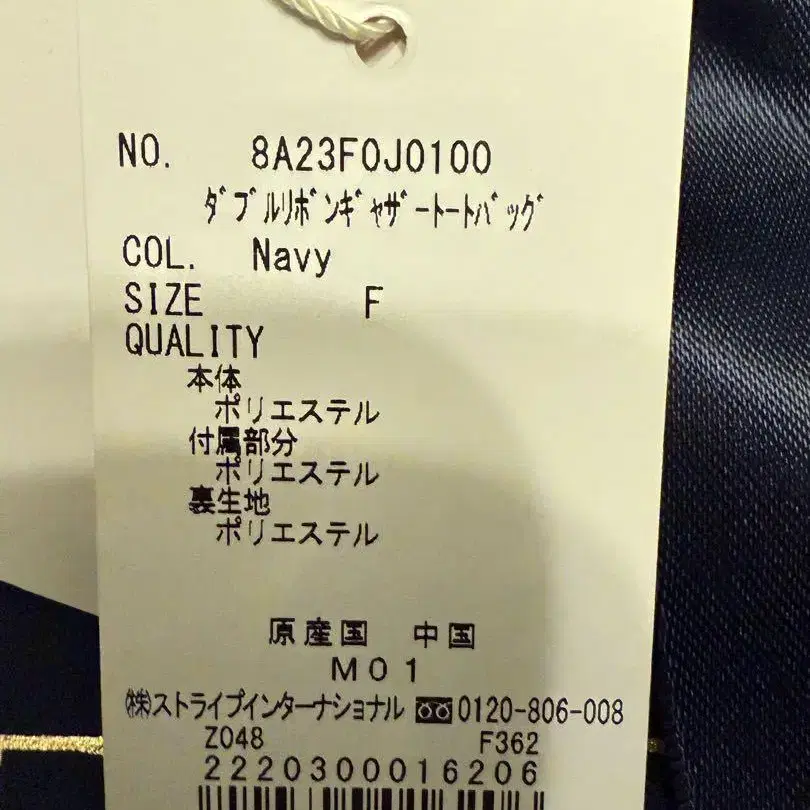 NO. 8A23F0J0100
ﾀﾞﾌﾞﾙﾘﾎﾞﾝｷﾞｬｻﾞｰﾄｰﾄﾊﾞｯｸﾞ
COL. Navy
SIZE F
QUALITY
本体
ポリエステル
付属部分
ポリエステル
裏生地
ポリエステル
原産国 中国
M01
㈱ストライプインターナショナル 0120-806-008
Z048 F362
2220300016206